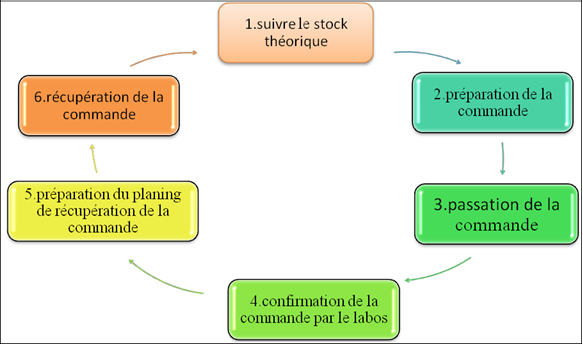 1.suivre le stock
théorique
2.préparation de la
commande
3.passation de la
commande
4.confirmation de la
commande par le labos
5.préparation du planing
de récupération de la
commande
6.récupération de la
commande